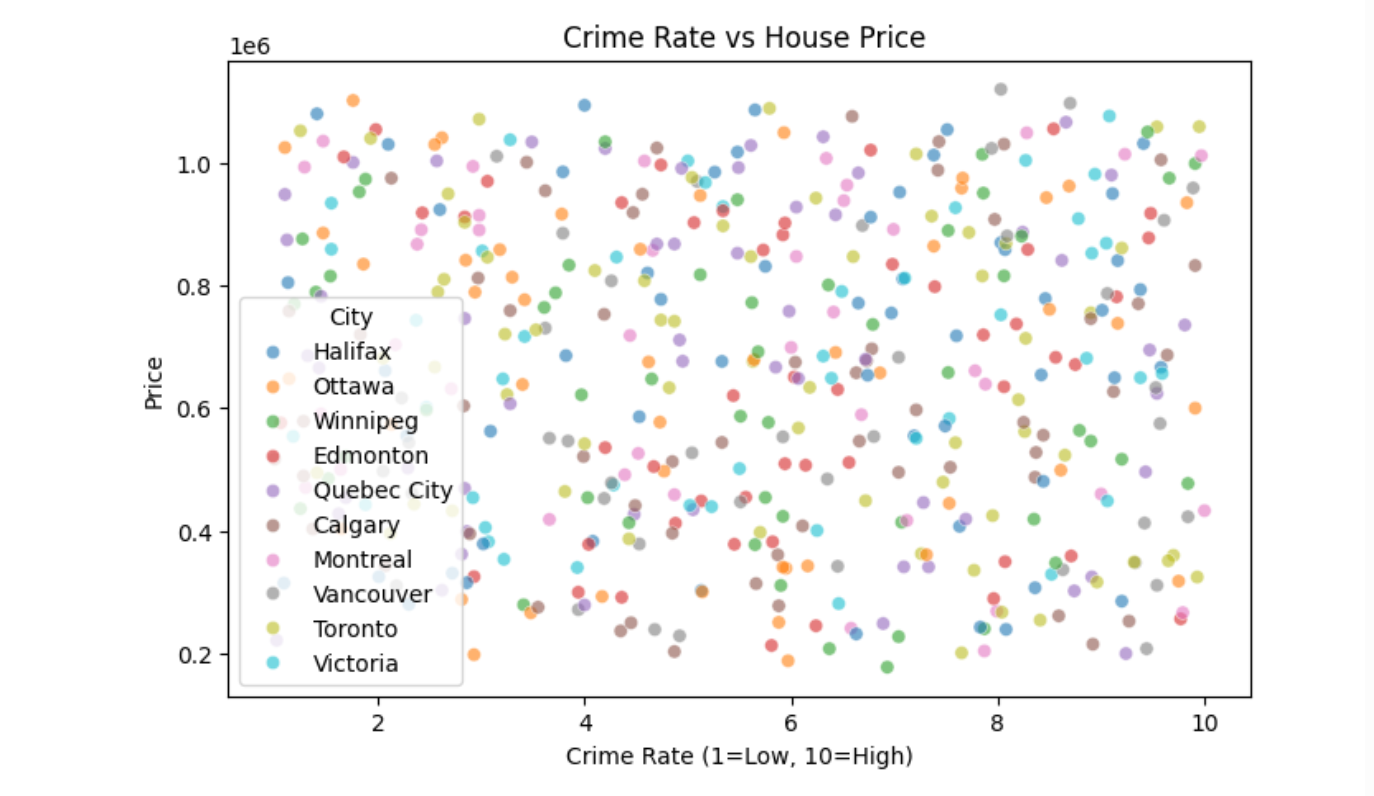 Crime Rate vs House Price
1e6
1.0
0.8
0.6
0.4
0.2
Price
City
Halifax
Ottawa
Winnipeg
Edmonton
Quebec City
Calgary
Montreal
Vancouver
Toronto
Victoria
2 4 6 8 10
Crime Rate (1=Low, 10=High)